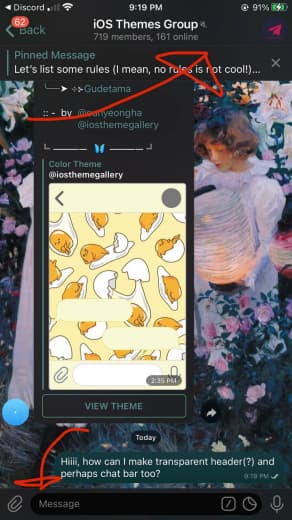 Discord
9:19 PM
91%
62
Back
iOS Themes Group
719 members, 161 online
Pinned Message
Let's list some rules (I mean, no rules is not cool!)...
Gudetama
:: - by @ounyeongha
@iosthemegallery
Color Theme
@iosthemegallery
2:35 PM
VIEW THEME
Today
Hiiii, how can I make transparent header(?) and
perhaps chat bar too?
9:19 PM
Message